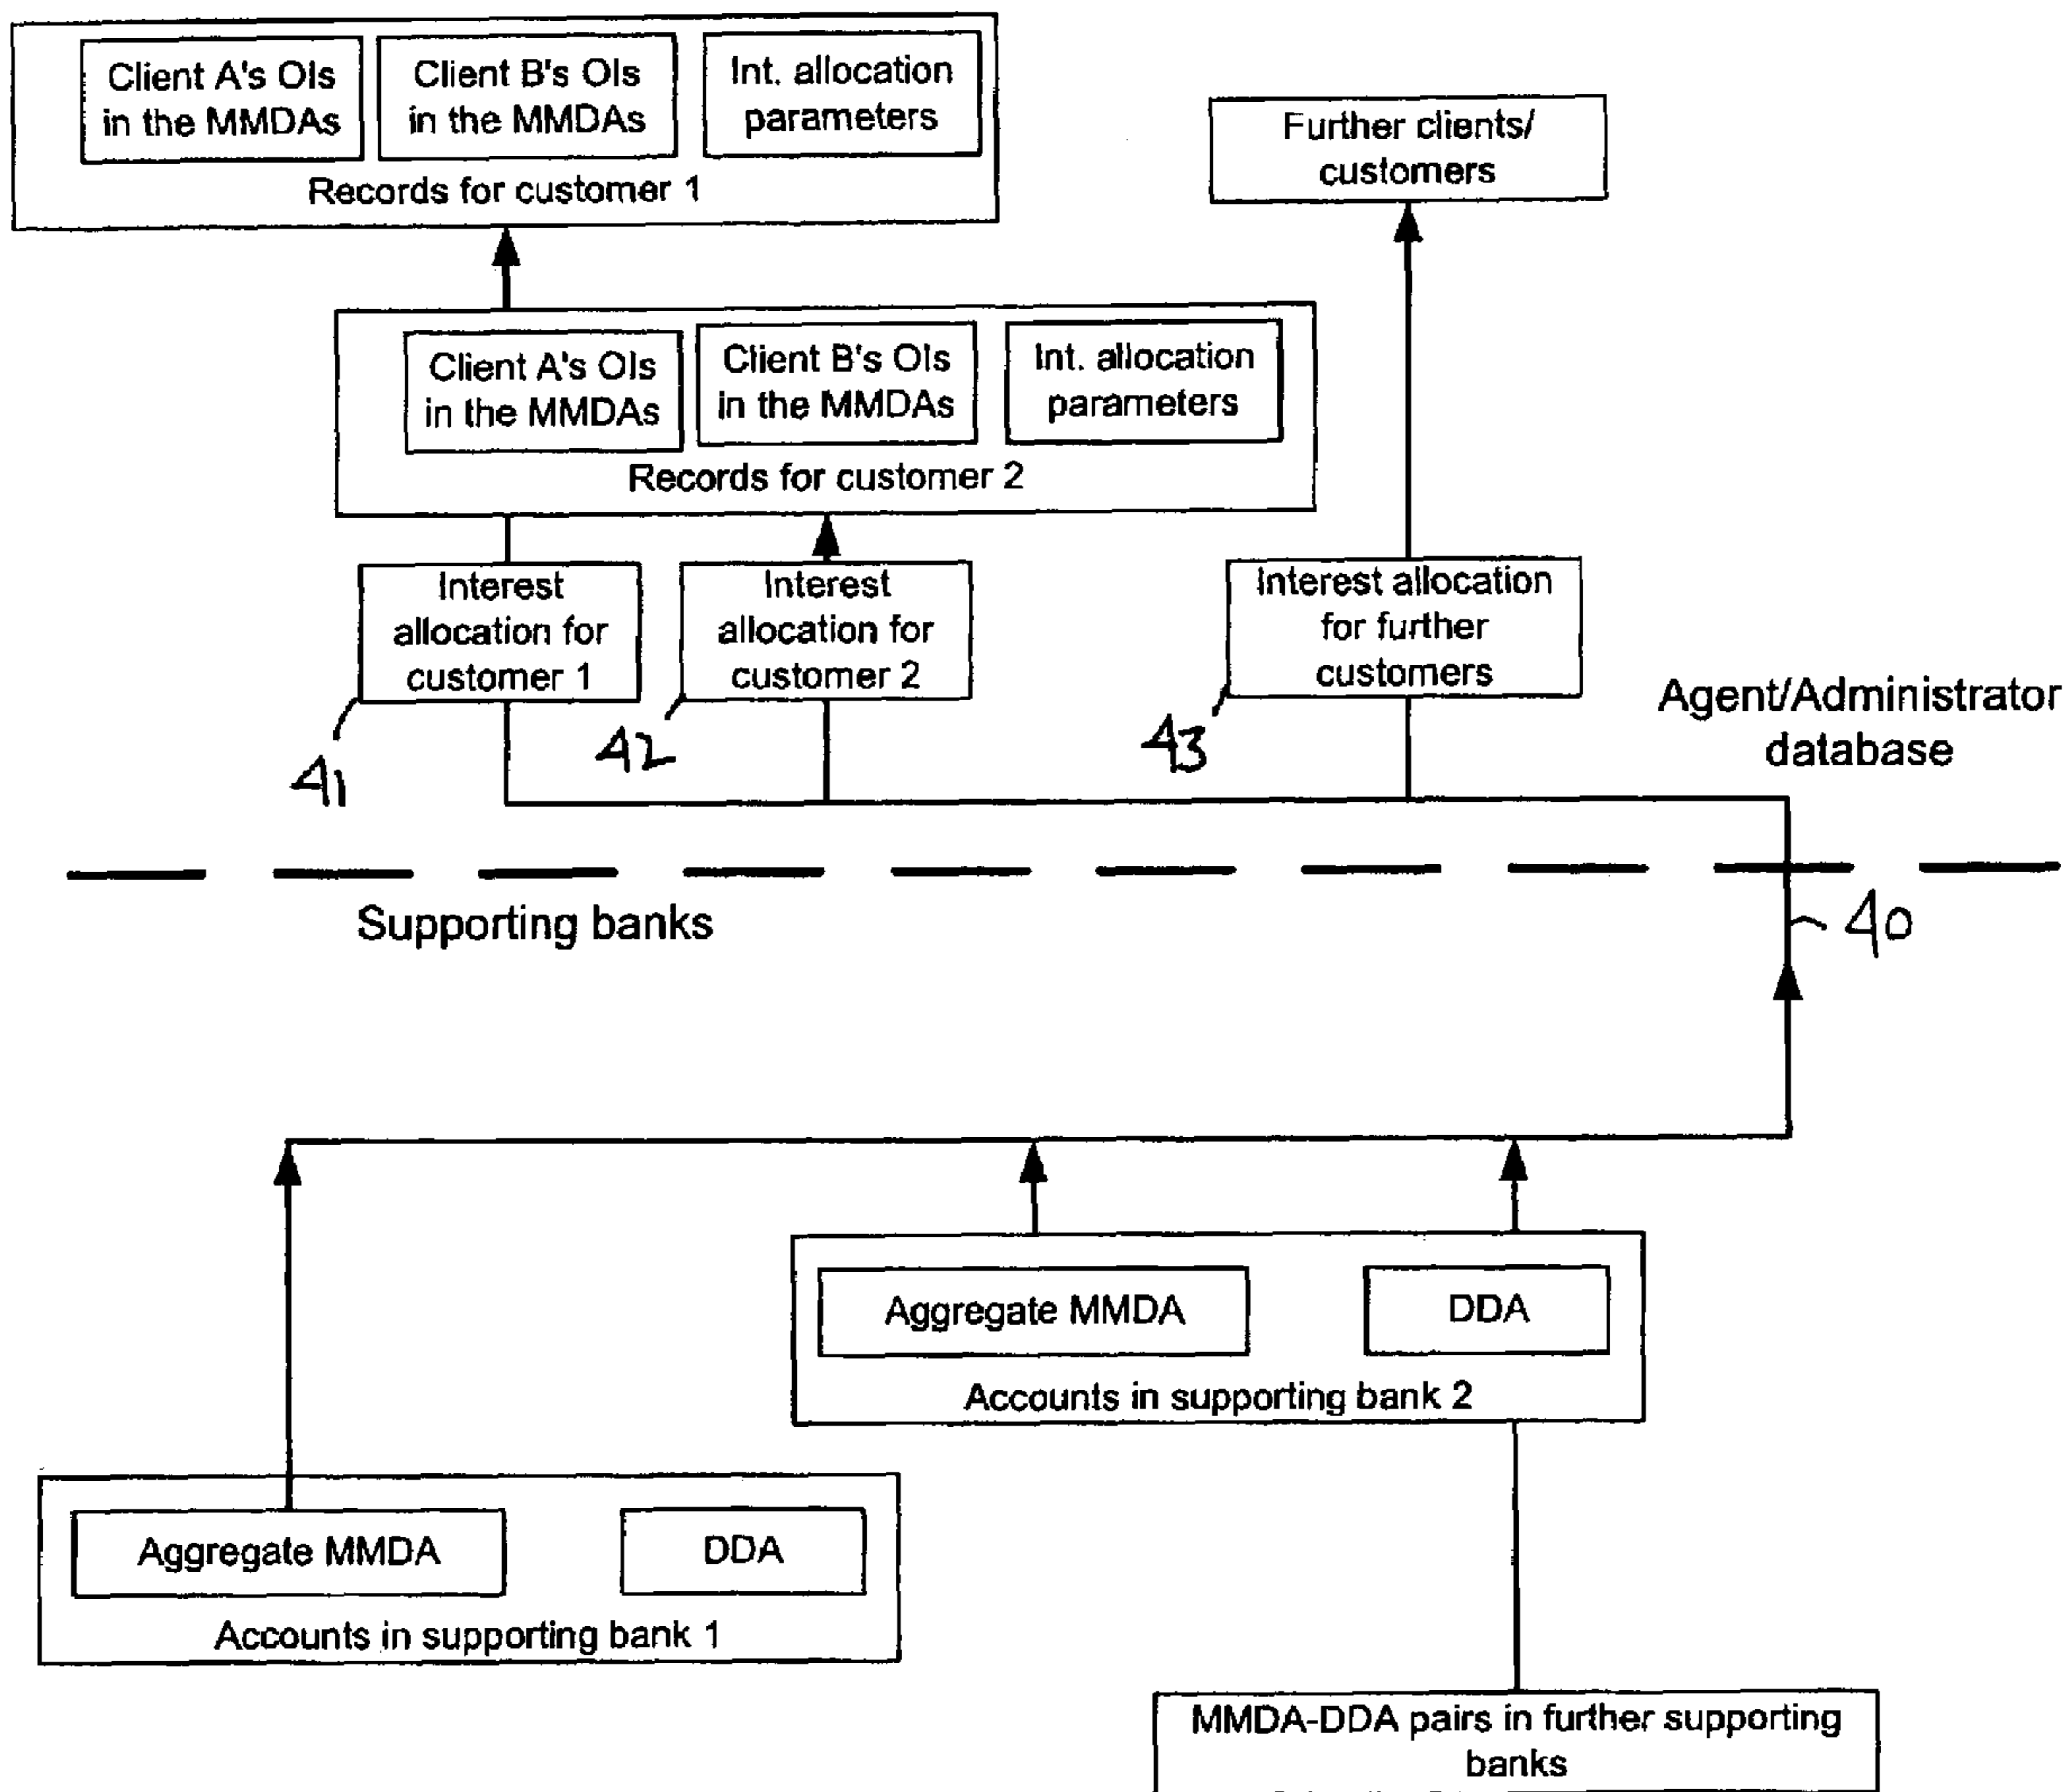 Client A's OIs
in the MMDAs
Client B's OIs
in the MMDAs
Int. allocation
parameters
Records for customer 1
Further clients/
customers
Client A's OIs
in the MMDAs
Client B's OIs
in the MMDAs
Int. allocation
parameters
Records for customer 2
Interest
allocation for
customer 1
Interest
allocation for
customer 2
Interest allocation
for further
customers
41
42
43
Agent/Administrator
database
Supporting banks
40
Aggregate MMDA
DDA
Accounts in supporting bank 2
Aggregate MMDA
DDA
Accounts in supporting bank 1
MMDA-DDA pairs in further supporting
banks